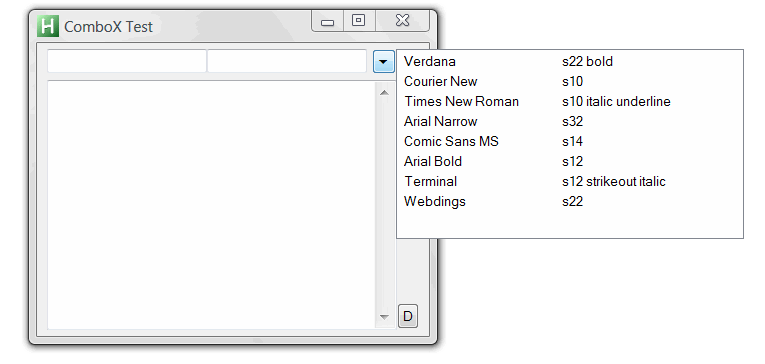 H ComboX Test
Verdana s22 bold
Courier New s10
Times New Roman s10 italic underline
Arial Narrow s32
Comic Sans MS s14
Arial Bold s12
Terminal s12 strikeout italic
Webdings s22
D